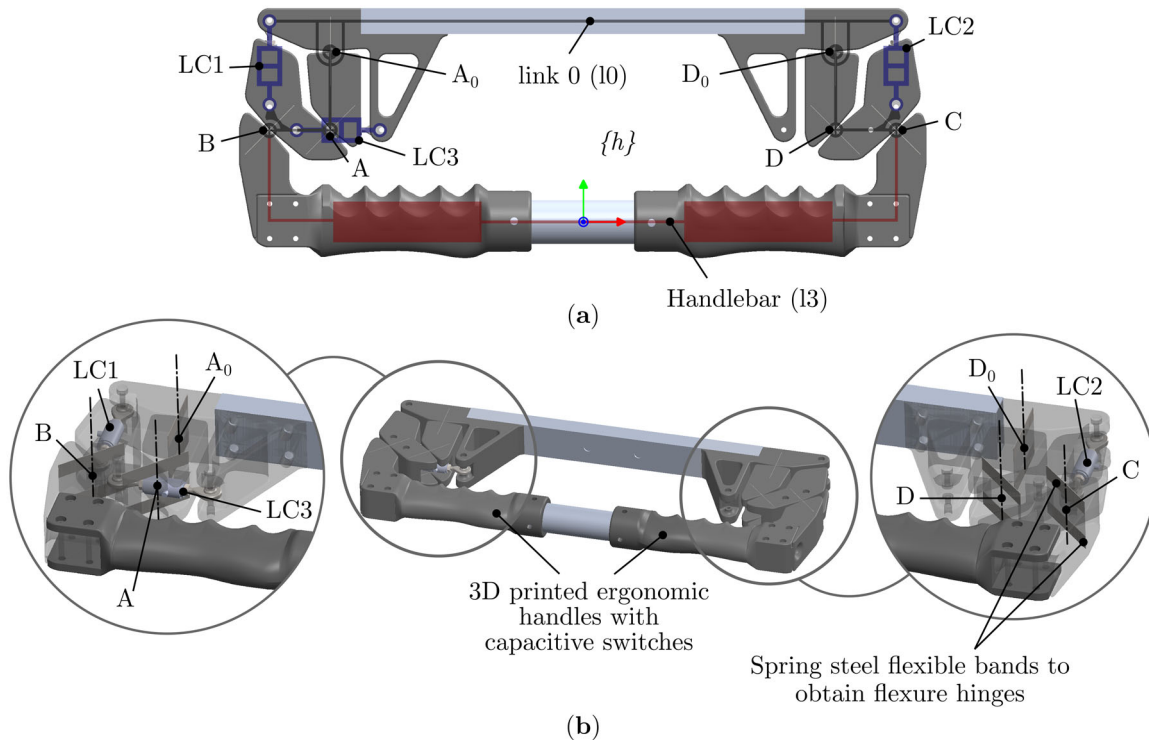 LC1
A0
link 0 (l0)
D0
LC2
B
A
LC3
{h}
D
C
Handlebar (l3)
(a)
LC1
A0
B
LC3
A
D0
LC2
D
C
3D printed ergonomic
handles with
capacitive switches
Spring steel flexible bands to
obtain flexure hinges
(b)